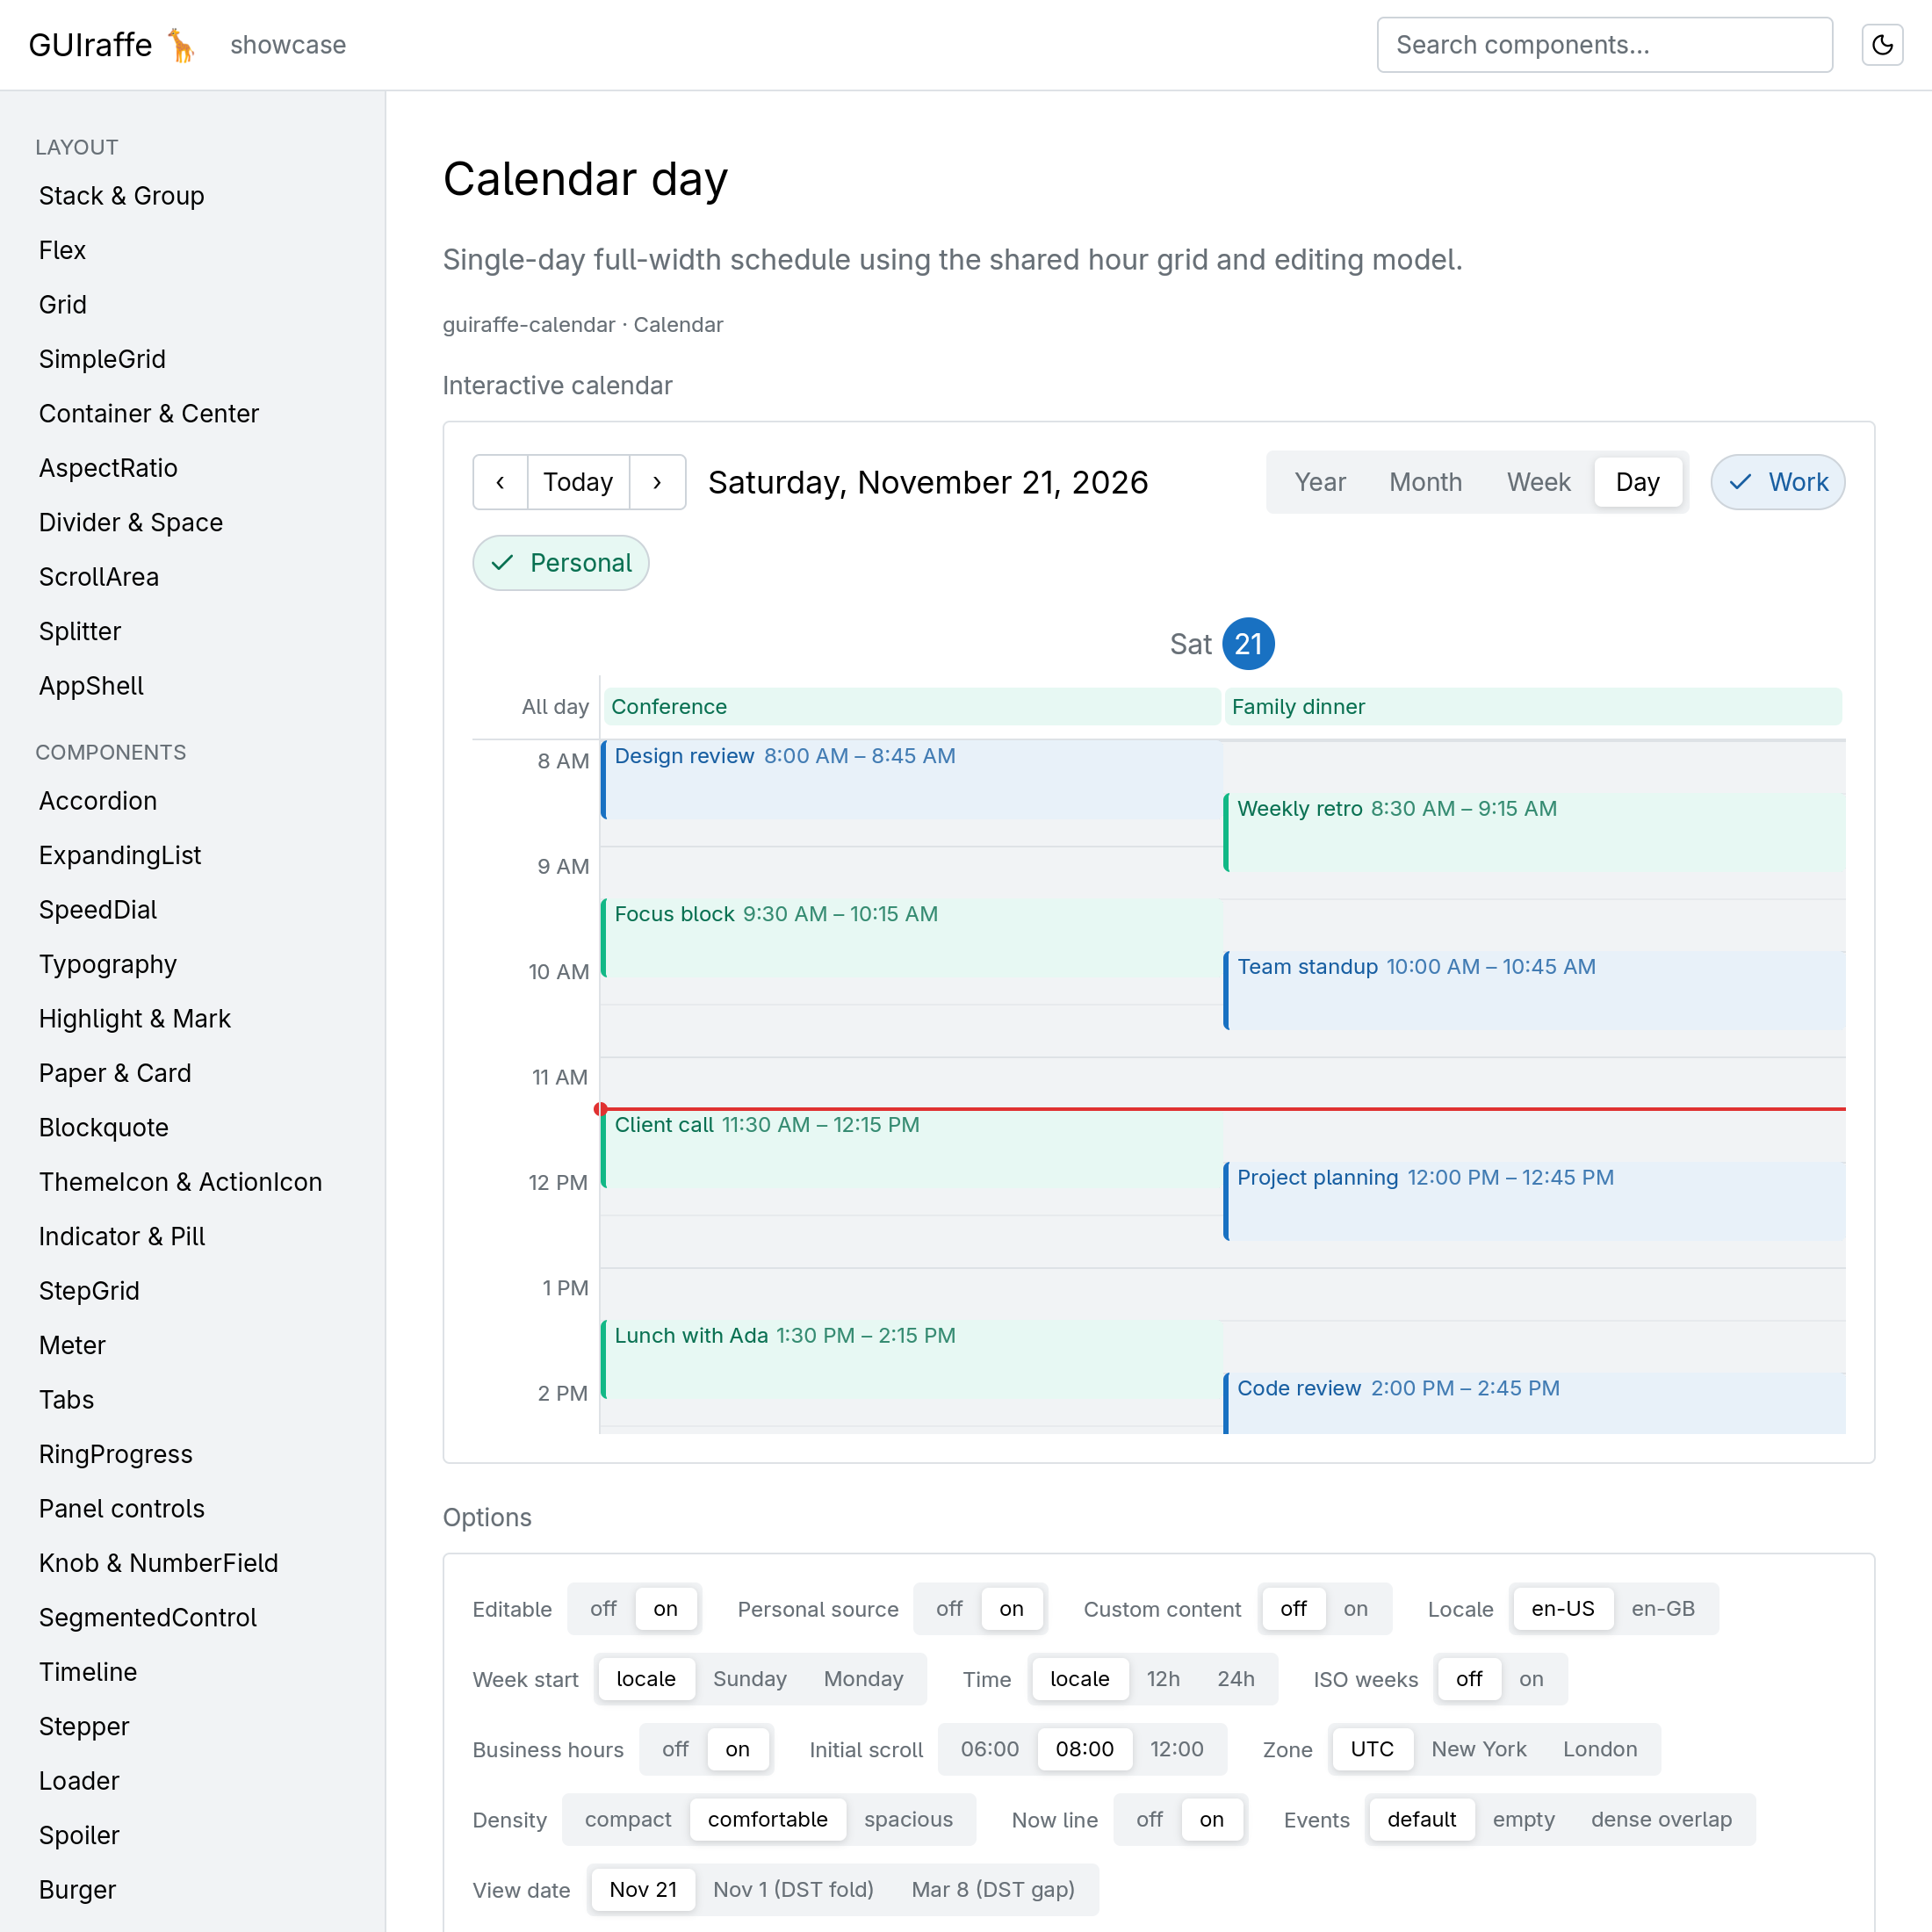 GUIraffe 🦒 showcase
Search components...
LAYOUT
Stack & Group
Flex
Grid
SimpleGrid
Container & Center
AspectRatio
Divider & Space
ScrollArea
Splitter
AppShell
COMPONENTS
Accordion
ExpandingList
SpeedDial
Typography
Highlight & Mark
Paper & Card
Blockquote
ThemeIcon & ActionIcon
Indicator & Pill
StepGrid
Meter
Tabs
RingProgress
Panel controls
Knob & NumberField
SegmentedControl
Timeline
Stepper
Loader
Spoiler
Burger
Calendar day
Single-day full-width schedule using the shared hour grid and editing model.
guiraffe-calendar · Calendar
Interactive calendar
‹ Today › Saturday, November 21, 2026 Year Month Week Day Work
Personal
Sat 21
All day Conference Family dinner
8 AM Design review 8:00 AM – 8:45 AM
Weekly retro 8:30 AM – 9:15 AM
9 AM
Focus block 9:30 AM – 10:15 AM
10 AM Team standup 10:00 AM – 10:45 AM
11 AM
Client call 11:30 AM – 12:15 PM
12 PM Project planning 12:00 PM – 12:45 PM
1 PM
Lunch with Ada 1:30 PM – 2:15 PM
2 PM Code review 2:00 PM – 2:45 PM
Options
Editable off on Personal source off on Custom content off on Locale en-US en-GB
Week start locale Sunday Monday Time locale 12h 24h ISO weeks off on
Business hours off on Initial scroll 06:00 08:00 12:00 Zone UTC New York London
Density compact comfortable spacious Now line off on Events default empty dense overlap
View date Nov 21 Nov 1 (DST fold) Mar 8 (DST gap)